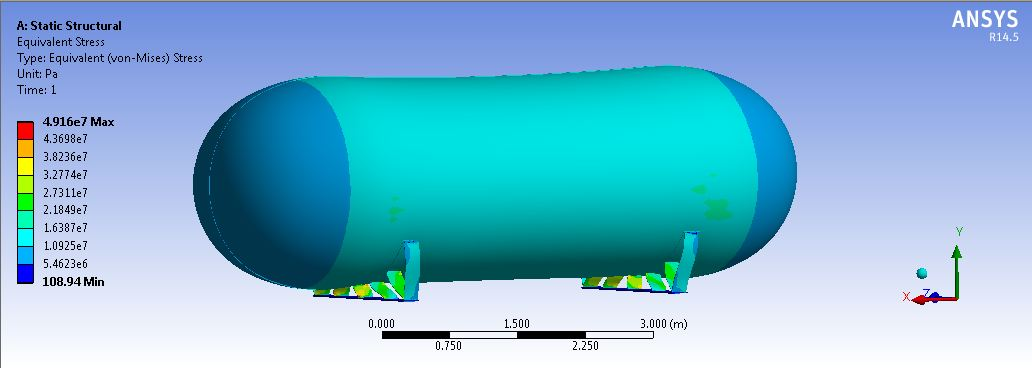 A: Static Structural
Equivalent Stress
Type: Equivalent (von-Mises) Stress
Unit: Pa
Time: 1
4.916e7 Max
4.3698e7
3.8236e7
3.2774e7
2.7311e7
2.1849e7
1.6387e7
1.0925e7
5.4623e6
108.94 Min
ANSYS
R14.5
Y
X
Z
0.000 1.500 3.000 (m)
0.750 2.250